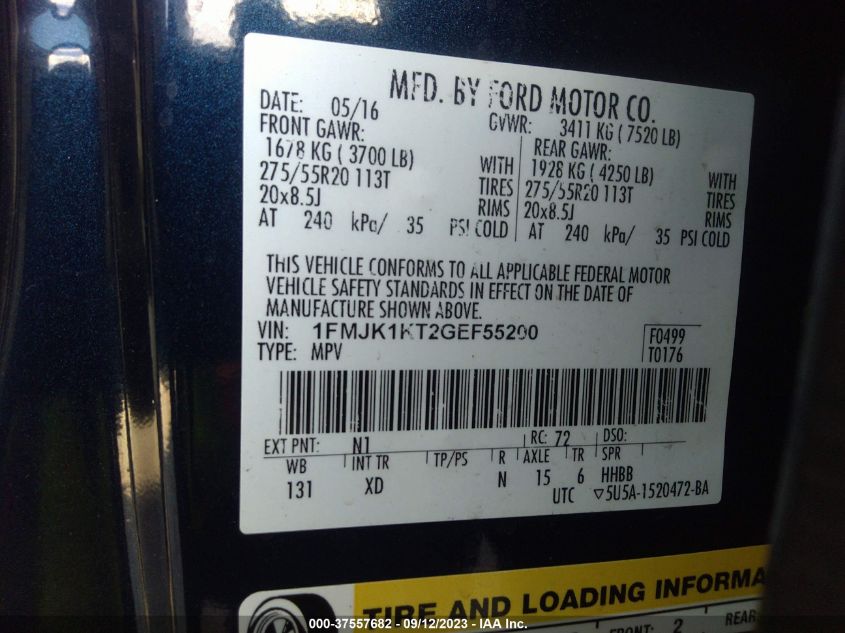 MFD. BY FORD MOTOR CO.
DATE: 05/16 GVWR: 3411 KG ( 7520 LB)
FRONT GAWR: REAR GAWR:
1678 KG ( 3700 LB) WITH 1928 KG ( 4250 LB) WITH
275/55R20 113T TIRES 275/55R20 113T TIRES
20x8.5J RIMS 20x8.5J RIMS
AT 240 kPa/ 35 PSI COLD AT 240 kPa/ 35 PSI COLD
THIS VEHICLE CONFORMS TO ALL APPLICABLE FEDERAL MOTOR
VEHICLE SAFETY STANDARDS IN EFFECT ON THE DATE OF
MANUFACTURE SHOWN ABOVE.
VIN: 1FMJK1KT2GEF55200 F0499
TYPE: MPV T0176
EXT PNT: N1 RC: 72 DSO:
WB INT TR TP/PS R AXLE TR SPR
131 XD N 15 6 HHBB
UTC ▽5U5A-1520472-BA
TIRE AND LOADING INFORMA
FRONT: 2 REAR:
000-37557682 - 09/12/2023 - IAA Inc.